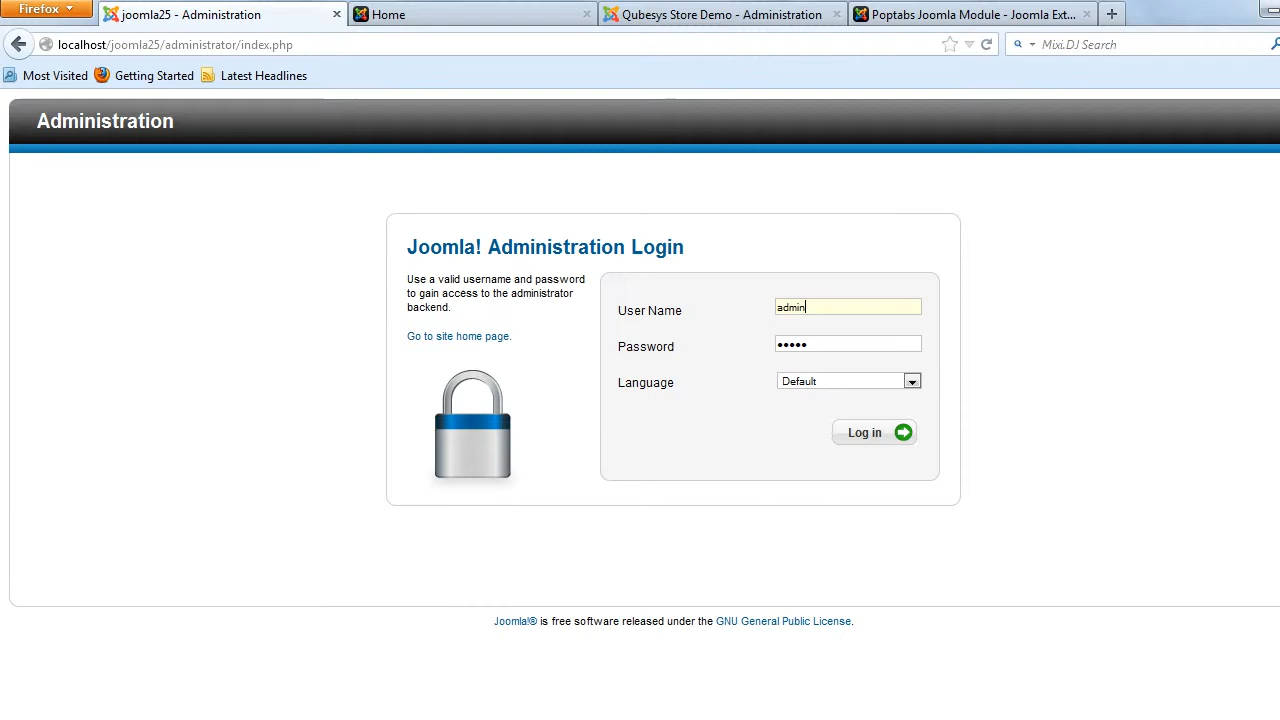 Firefox
joomla25 - Administration
Home
Qubesys Store Demo - Administration
Poptabs Joomla Module - Joomla Ext...
localhost/joomla25/administrator/index.php
Mixi.DJ Search
Most Visited
Getting Started
Latest Headlines
Administration
Joomla! Administration Login
Use a valid username and password
to gain access to the administrator
backend.
Go to site home page.
User Name
admin
Password
•••••
Language
Default
Log in
Joomla!® is free software released under the GNU General Public License.